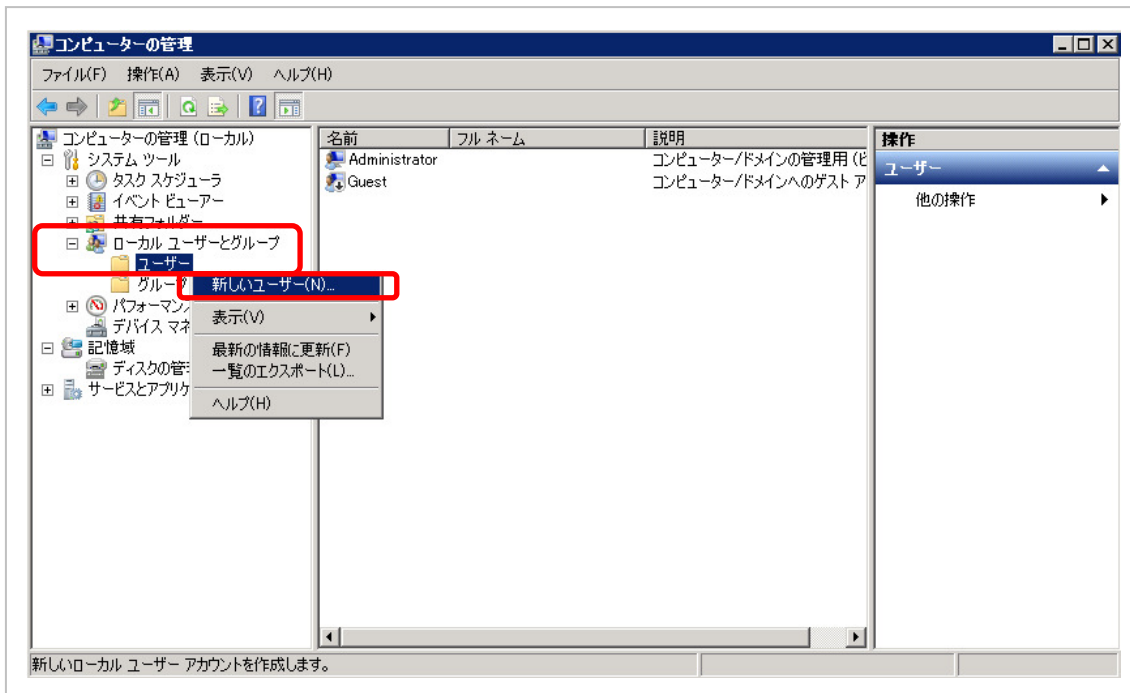 コンピューターの管理
ファイル(F) 操作(A) 表示(V) ヘルプ(H)
コンピューターの管理 (ローカル)
システム ツール
タスク スケジューラ
イベント ビューアー
共有フォルダー
ローカル ユーザーとグループ
ユーザー
グループ
パフォーマン
デバイス マネ
記憶域
ディスクの管
サービスとアプリケ
新しいユーザー(N)...
表示(V)
最新の情報に更新(F)
一覧のエクスポート(L)...
ヘルプ(H)
名前 フル ネーム 説明
Administrator コンピューター/ドメインの管理用 (ビ
Guest コンピューター/ドメインへのゲスト ア
操作
ユーザー
他の操作
新しいローカル ユーザー アカウントを作成します。